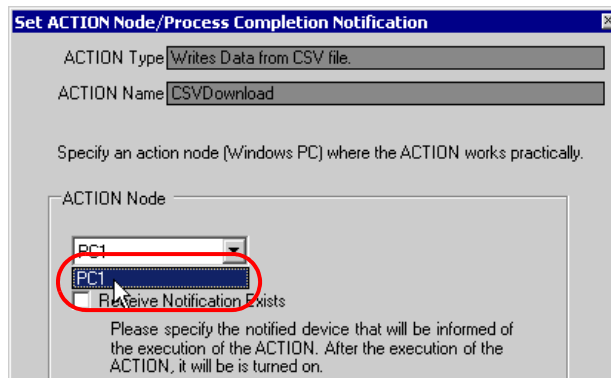 Set ACTION Node/Process Completion Notification
ACTION Type Writes Data from CSV file.
ACTION Name CSVDownload
Specify an action node (Windows PC) where the ACTION works practically.
ACTION Node
PC1
PC1
Receive Notification Exists
Please specify the notified device that will be informed of
the execution of the ACTION. After the execution of the
ACTION, it will be is turned on.